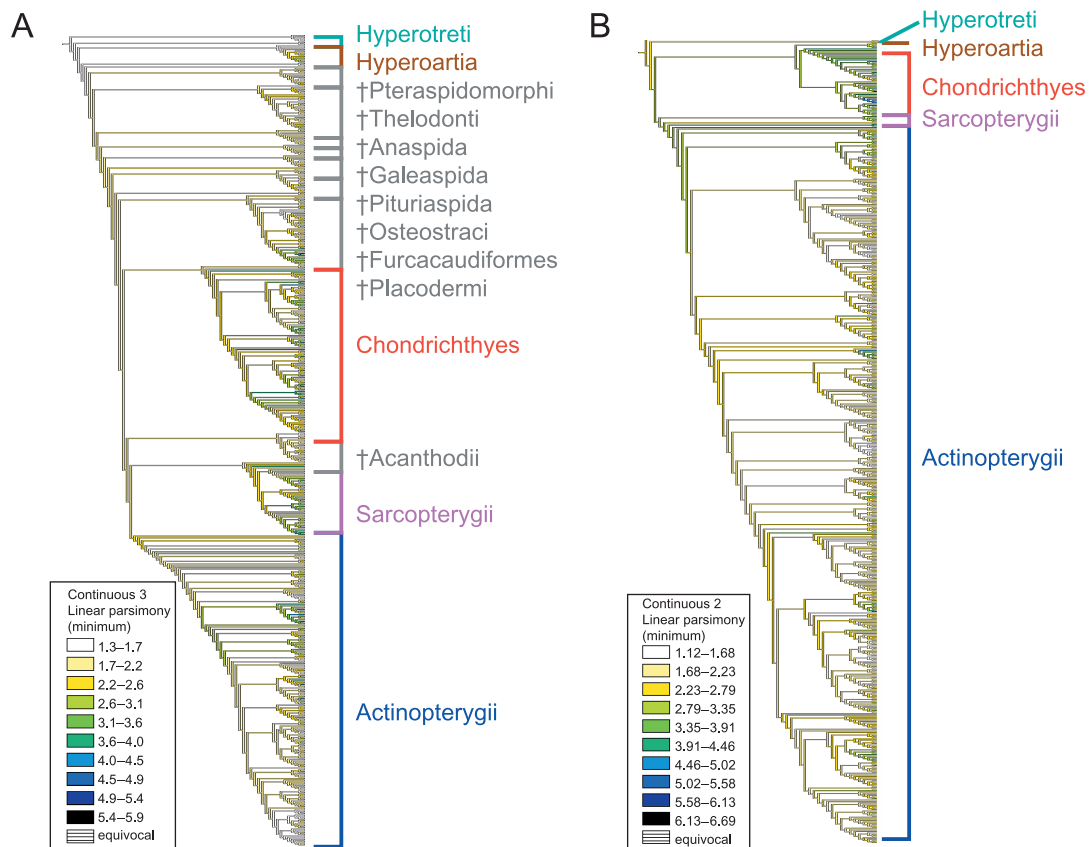 A
Hyperotreti
Hyperoartia
†Pteraspidomorphi
†Thelodonti
†Anaspida
†Galeaspida
†Pituriaspida
†Osteostraci
†Furcacaudiformes
†Placodermi
Chondrichthyes
†Acanthodii
Sarcopterygii
Actinopterygii
Continuous 3
Linear parsimony
(minimum)
1.3–1.7
1.7–2.2
2.2–2.6
2.6–3.1
3.1–3.6
3.6–4.0
4.0–4.5
4.5–4.9
4.9–5.4
5.4–5.9
equivocal
B
Hyperotreti
Hyperoartia
Chondrichthyes
Sarcopterygii
Actinopterygii
Continuous 2
Linear parsimony
(minimum)
1.12–1.68
1.68–2.23
2.23–2.79
2.79–3.35
3.35–3.91
3.91–4.46
4.46–5.02
5.02–5.58
5.58–6.13
6.13–6.69
equivocal